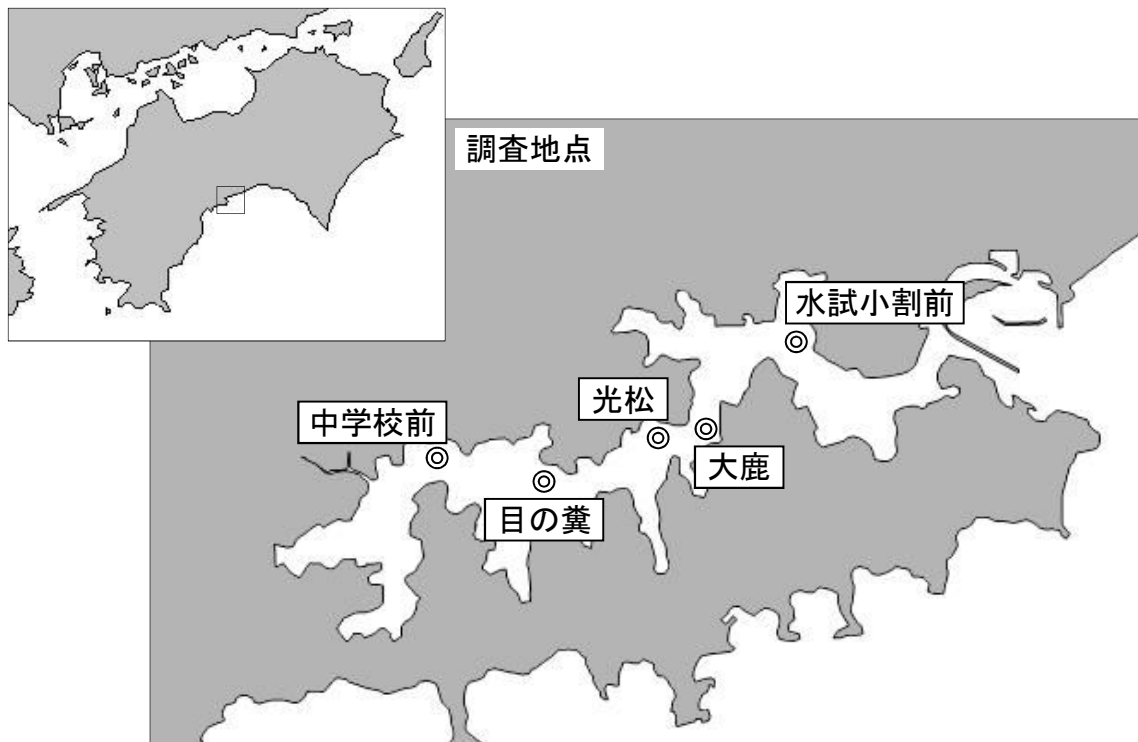 調査地点
水試小割前
光松
中学校前
大鹿
目の糞